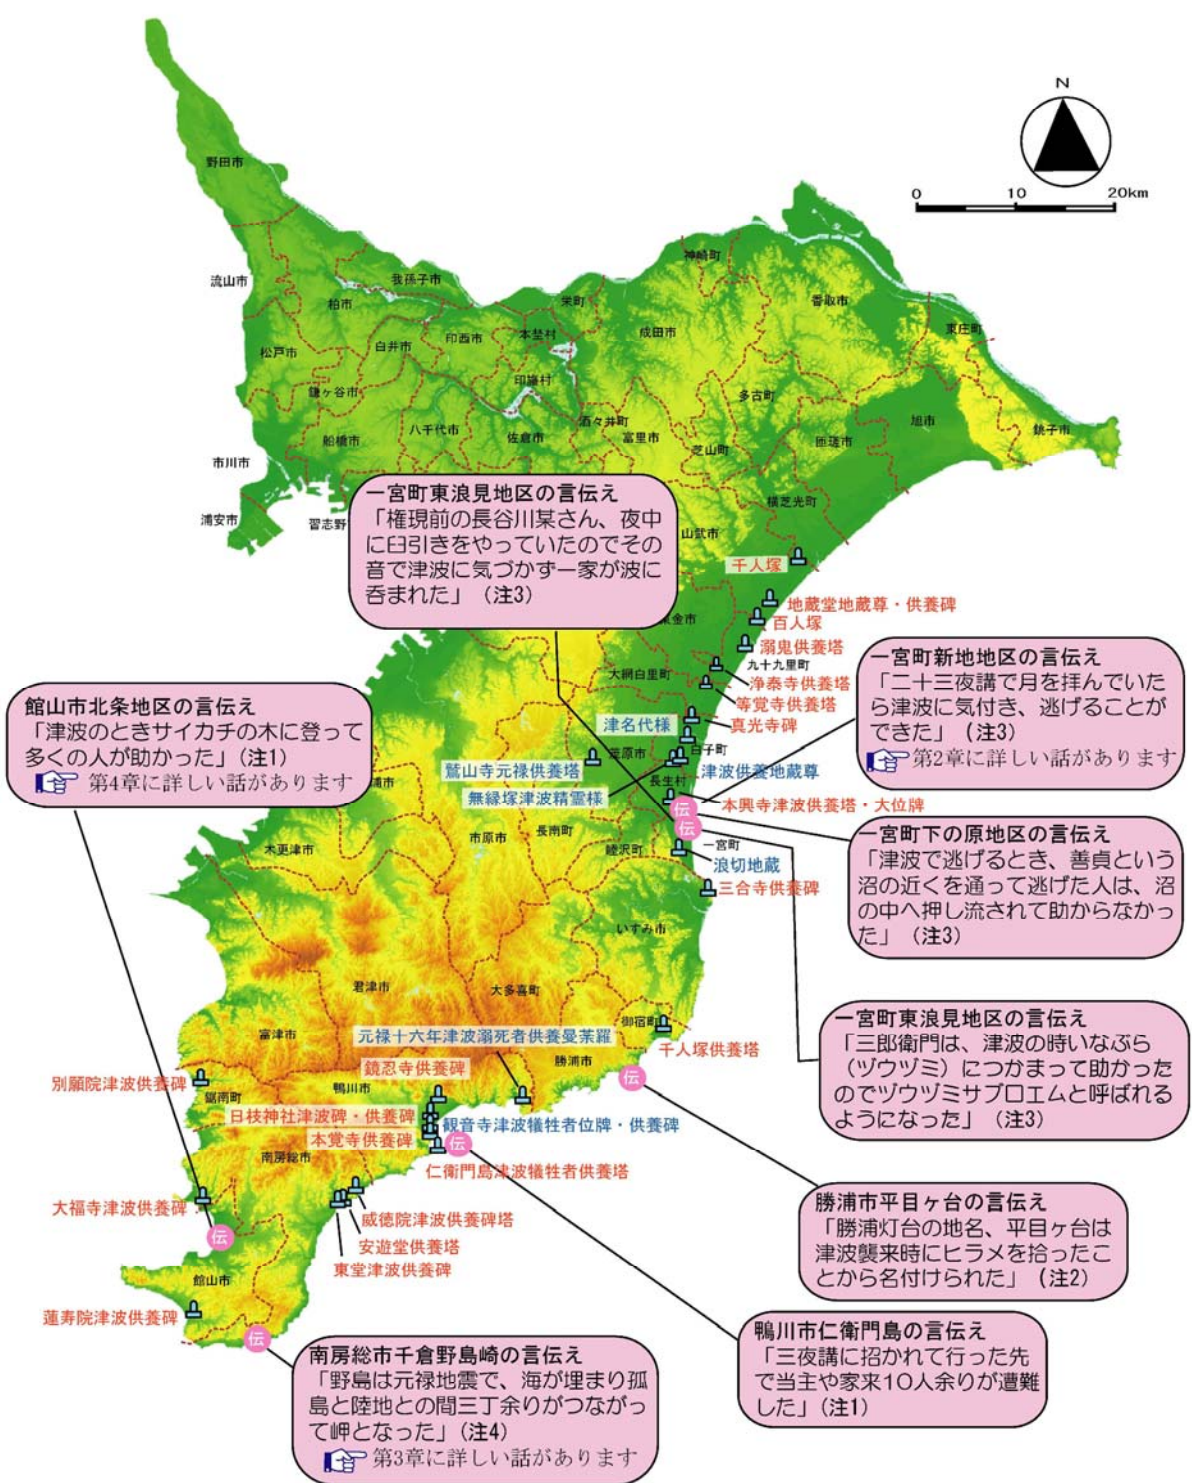 N
0 10 20km
野田市
流山市
柏市
我孫子市
松戸市
白井市
印西市
本埜村
栄町
神崎町
成田市
香取市
東庄町
鎌ヶ谷市
印旛村
多古町
船橋市
八千代市
佐倉市
酒々井町
富里市
芝山町
匝瑳市
旭市
銚子市
市川市
浦安市
習志野
横芝光町
山武市
一宮町東浪見地区の言伝え
「権現前の長谷川某さん、夜中
に臼引きをやっていたのでその
音で津波に気づかず一家が波に
呑まれた」（注3）
千人塚
地蔵堂地蔵尊・供養碑
百人塚
溺鬼供養塔
金市
大網白里町
九十九里町
浄泰寺供養塔
等覚寺供養塔
津名代様
真光寺碑
茂原市
白子町
鷲山寺元禄供養塔
津波供養地蔵尊
長生村
無縁塚津波精霊様
本興寺津波供養塔・大位牌
伝
伝
一宮町新地地区の言伝え
「二十三夜講で月を拝んでいた
ら津波に気付き、逃げることが
できた」（注3）
第2章に詳しい話があります
館山市北条地区の言伝え
「津波のときサイカチの木に登って
多くの人が助かった」（注1）
第4章に詳しい話があります
浦市
市原市
長南町
睦沢町
一宮町
浪切地蔵
木更津市
三合寺供養碑
一宮町下の原地区の言伝え
「津波で逃げるとき、善貞という
沼の近くを通って逃げた人は、沼
の中へ押し流されて助からなかっ
た」（注3）
いすみ市
君津市
大多喜町
富津市
御宿町
元禄十六年津波溺死者供養曼荼羅
千人塚供養塔
勝浦市
伝
一宮町東浪見地区の言伝え
「三郎衛門は、津波の時いなぶら
（ヅウヅミ）につかまって助かった
のでヅウヅミサブロエムと呼ばれる
ようになった」（注3）
別願院津波供養碑
鋸南町
鏡忍寺供養碑
鴨川市
日枝神社津波碑・供養碑
観音寺津波犠牲者位牌・供養碑
本覚寺供養碑
伝
南房総市
仁衛門島津波犠牲者供養塔
大福寺津波供養碑
威徳院津波供養碑塔
安遊堂供養塔
東堂津波供養碑
伝
館山市
蓮寿院津波供養碑
伝
勝浦市平目ヶ台の言伝え
「勝浦灯台の地名、平目ヶ台は
津波襲来時にヒラメを拾ったこ
とから名付けられた」（注2）
鴨川市仁衛門島の言伝え
「三夜講に招かれて行った先
で当主や家来10人余りが遭難
した」（注1）
南房総市千倉野島崎の言伝え
「野島は元禄地震で、海が埋まり孤
島と陸地との間三丁余りがつながっ
て岬となった」（注4）
第3章に詳しい話があります